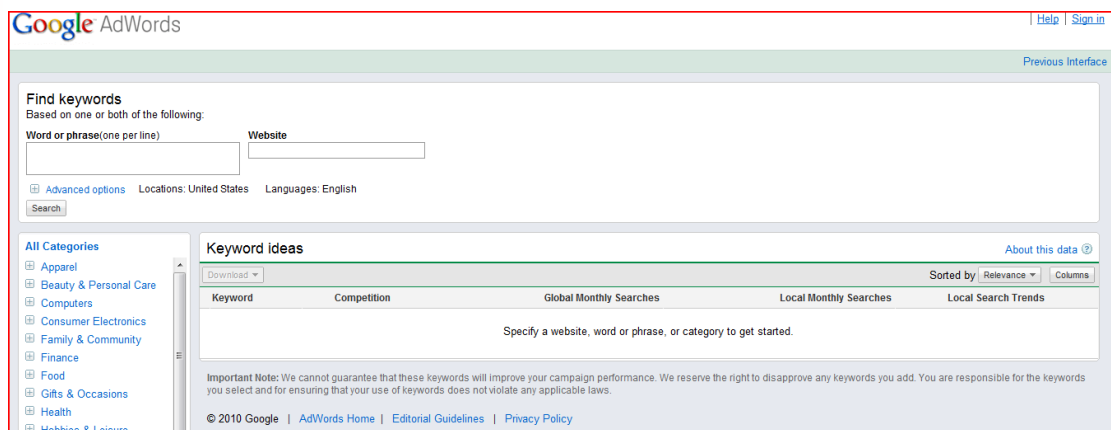 Google AdWords
| Help | Sign in
Previous Interface
Find keywords
Based on one or both of the following:
Word or phrase(one per line) Website
Advanced options Locations: United States Languages: English
Search
All Categories
Apparel
Beauty & Personal Care
Computers
Consumer Electronics
Family & Community
Finance
Food
Gifts & Occasions
Health
Hobbies & Leisure
Keyword ideas About this data ?
Download Sorted by Relevance Columns
Keyword Competition Global Monthly Searches Local Monthly Searches Local Search Trends
Specify a website, word or phrase, or category to get started.
Important Note: We cannot guarantee that these keywords will improve your campaign performance. We reserve the right to disapprove any keywords you add. You are responsible for the keywords
you select and for ensuring that your use of keywords does not violate any applicable laws.
© 2010 Google | AdWords Home | Editorial Guidelines | Privacy Policy